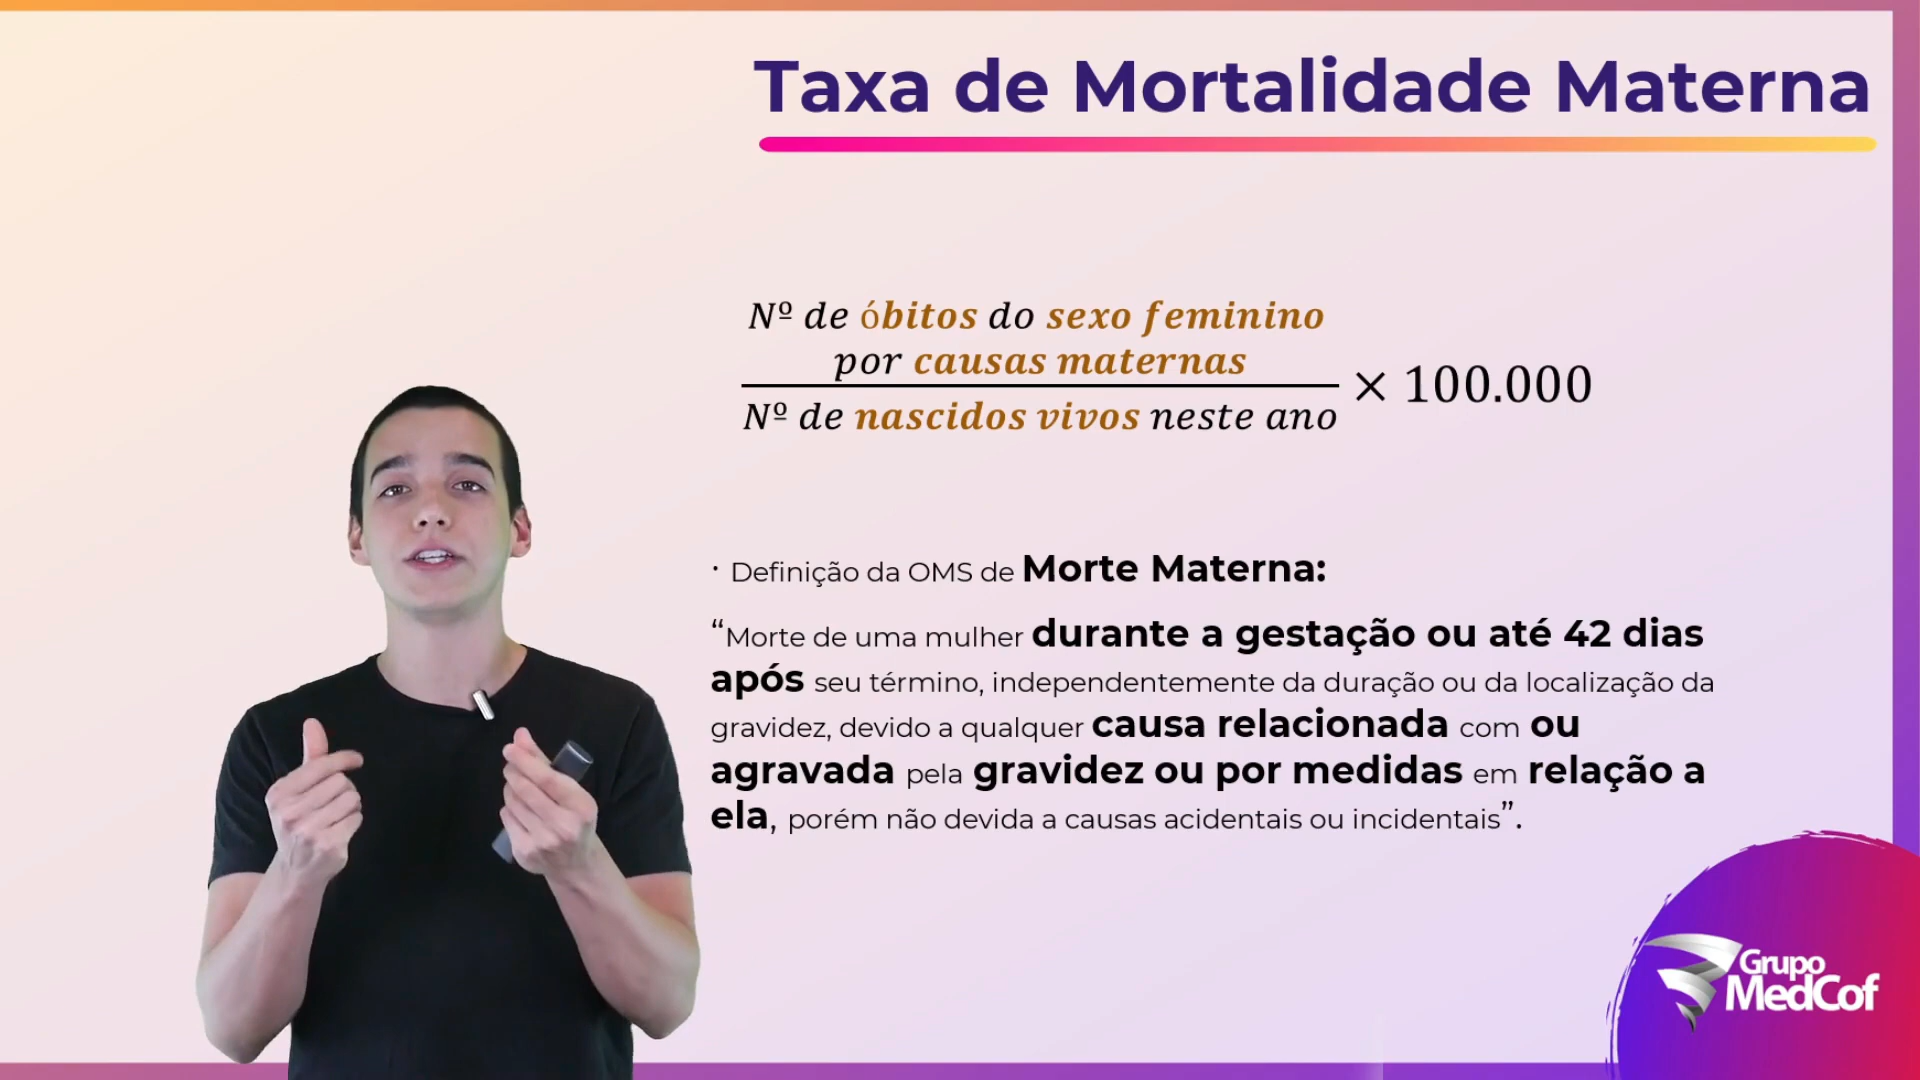 Taxa de Mortalidade Materna
Nº de óbitos do sexo feminino
por causas maternas
× 100.000
Nº de nascidos vivos neste ano
· Definição da OMS de Morte Materna:
“Morte de uma mulher durante a gestação ou até 42 dias
após seu término, independentemente da duração ou da localização da
gravidez, devido a qualquer causa relacionada com ou
agravada pela gravidez ou por medidas em relação a
ela, porém não devida a causas acidentais ou incidentais”.
Grupo
MedCof